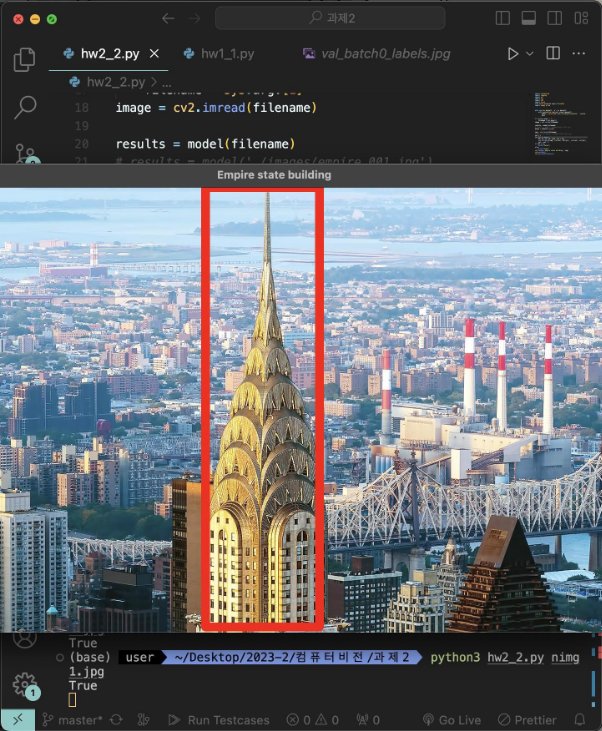 과제2
hw2_2.py
hw1_1.py
val_batch0_labels.jpg
hw2_2.py > ...
18 image = cv2.imread(filename)
19
20 results = model(filename)
21 # results = model('./images/empire_001.jpg')
Empire state building
True
(base) user ~/Desktop/2023-2/컴퓨터비전/과제2 python3 hw2_2.py nimg
1.jpg
True
1
master* Run Testcases 0 0 0 Go Live Prettier